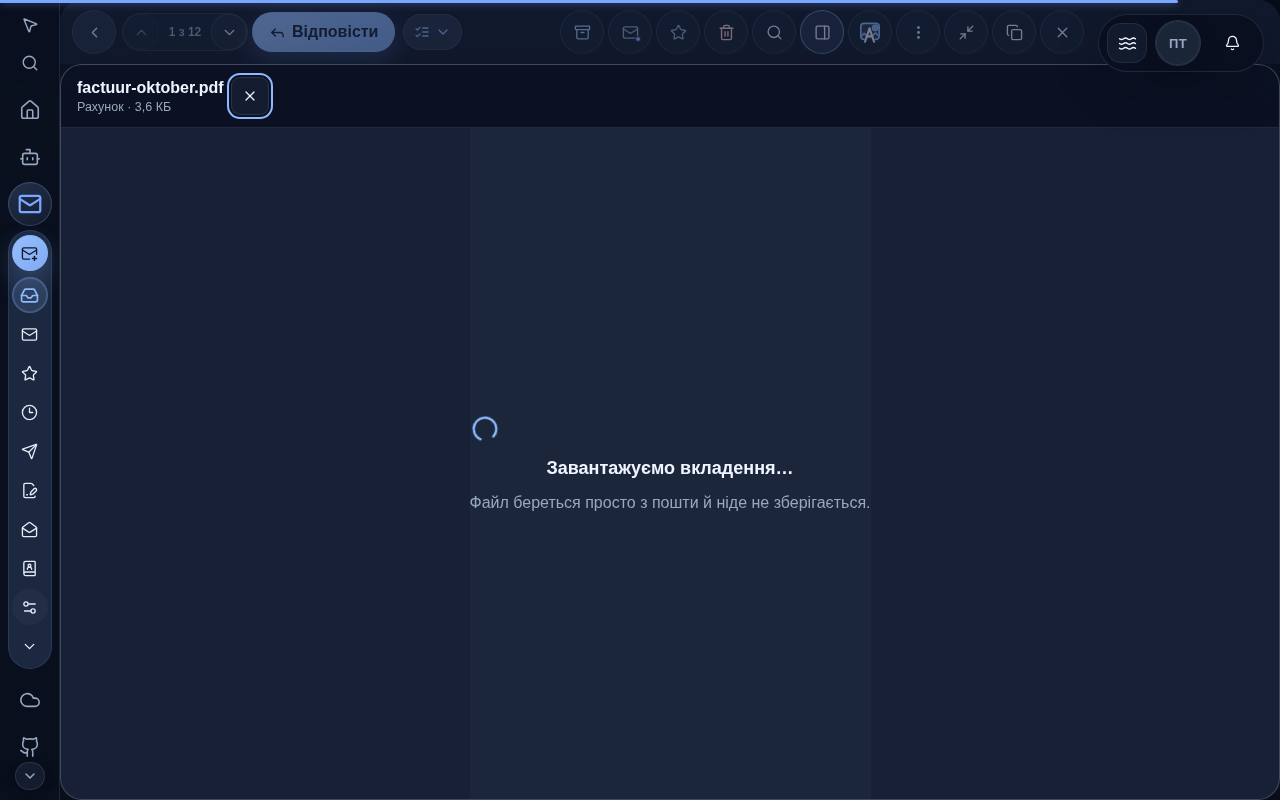 1 з 12
Відповісти
ПТ
factuur-oktober.pdf
Рахунок · 3,6 КБ
Завантажуємо вкладення…
Файл береться просто з пошти й ніде не зберігається.